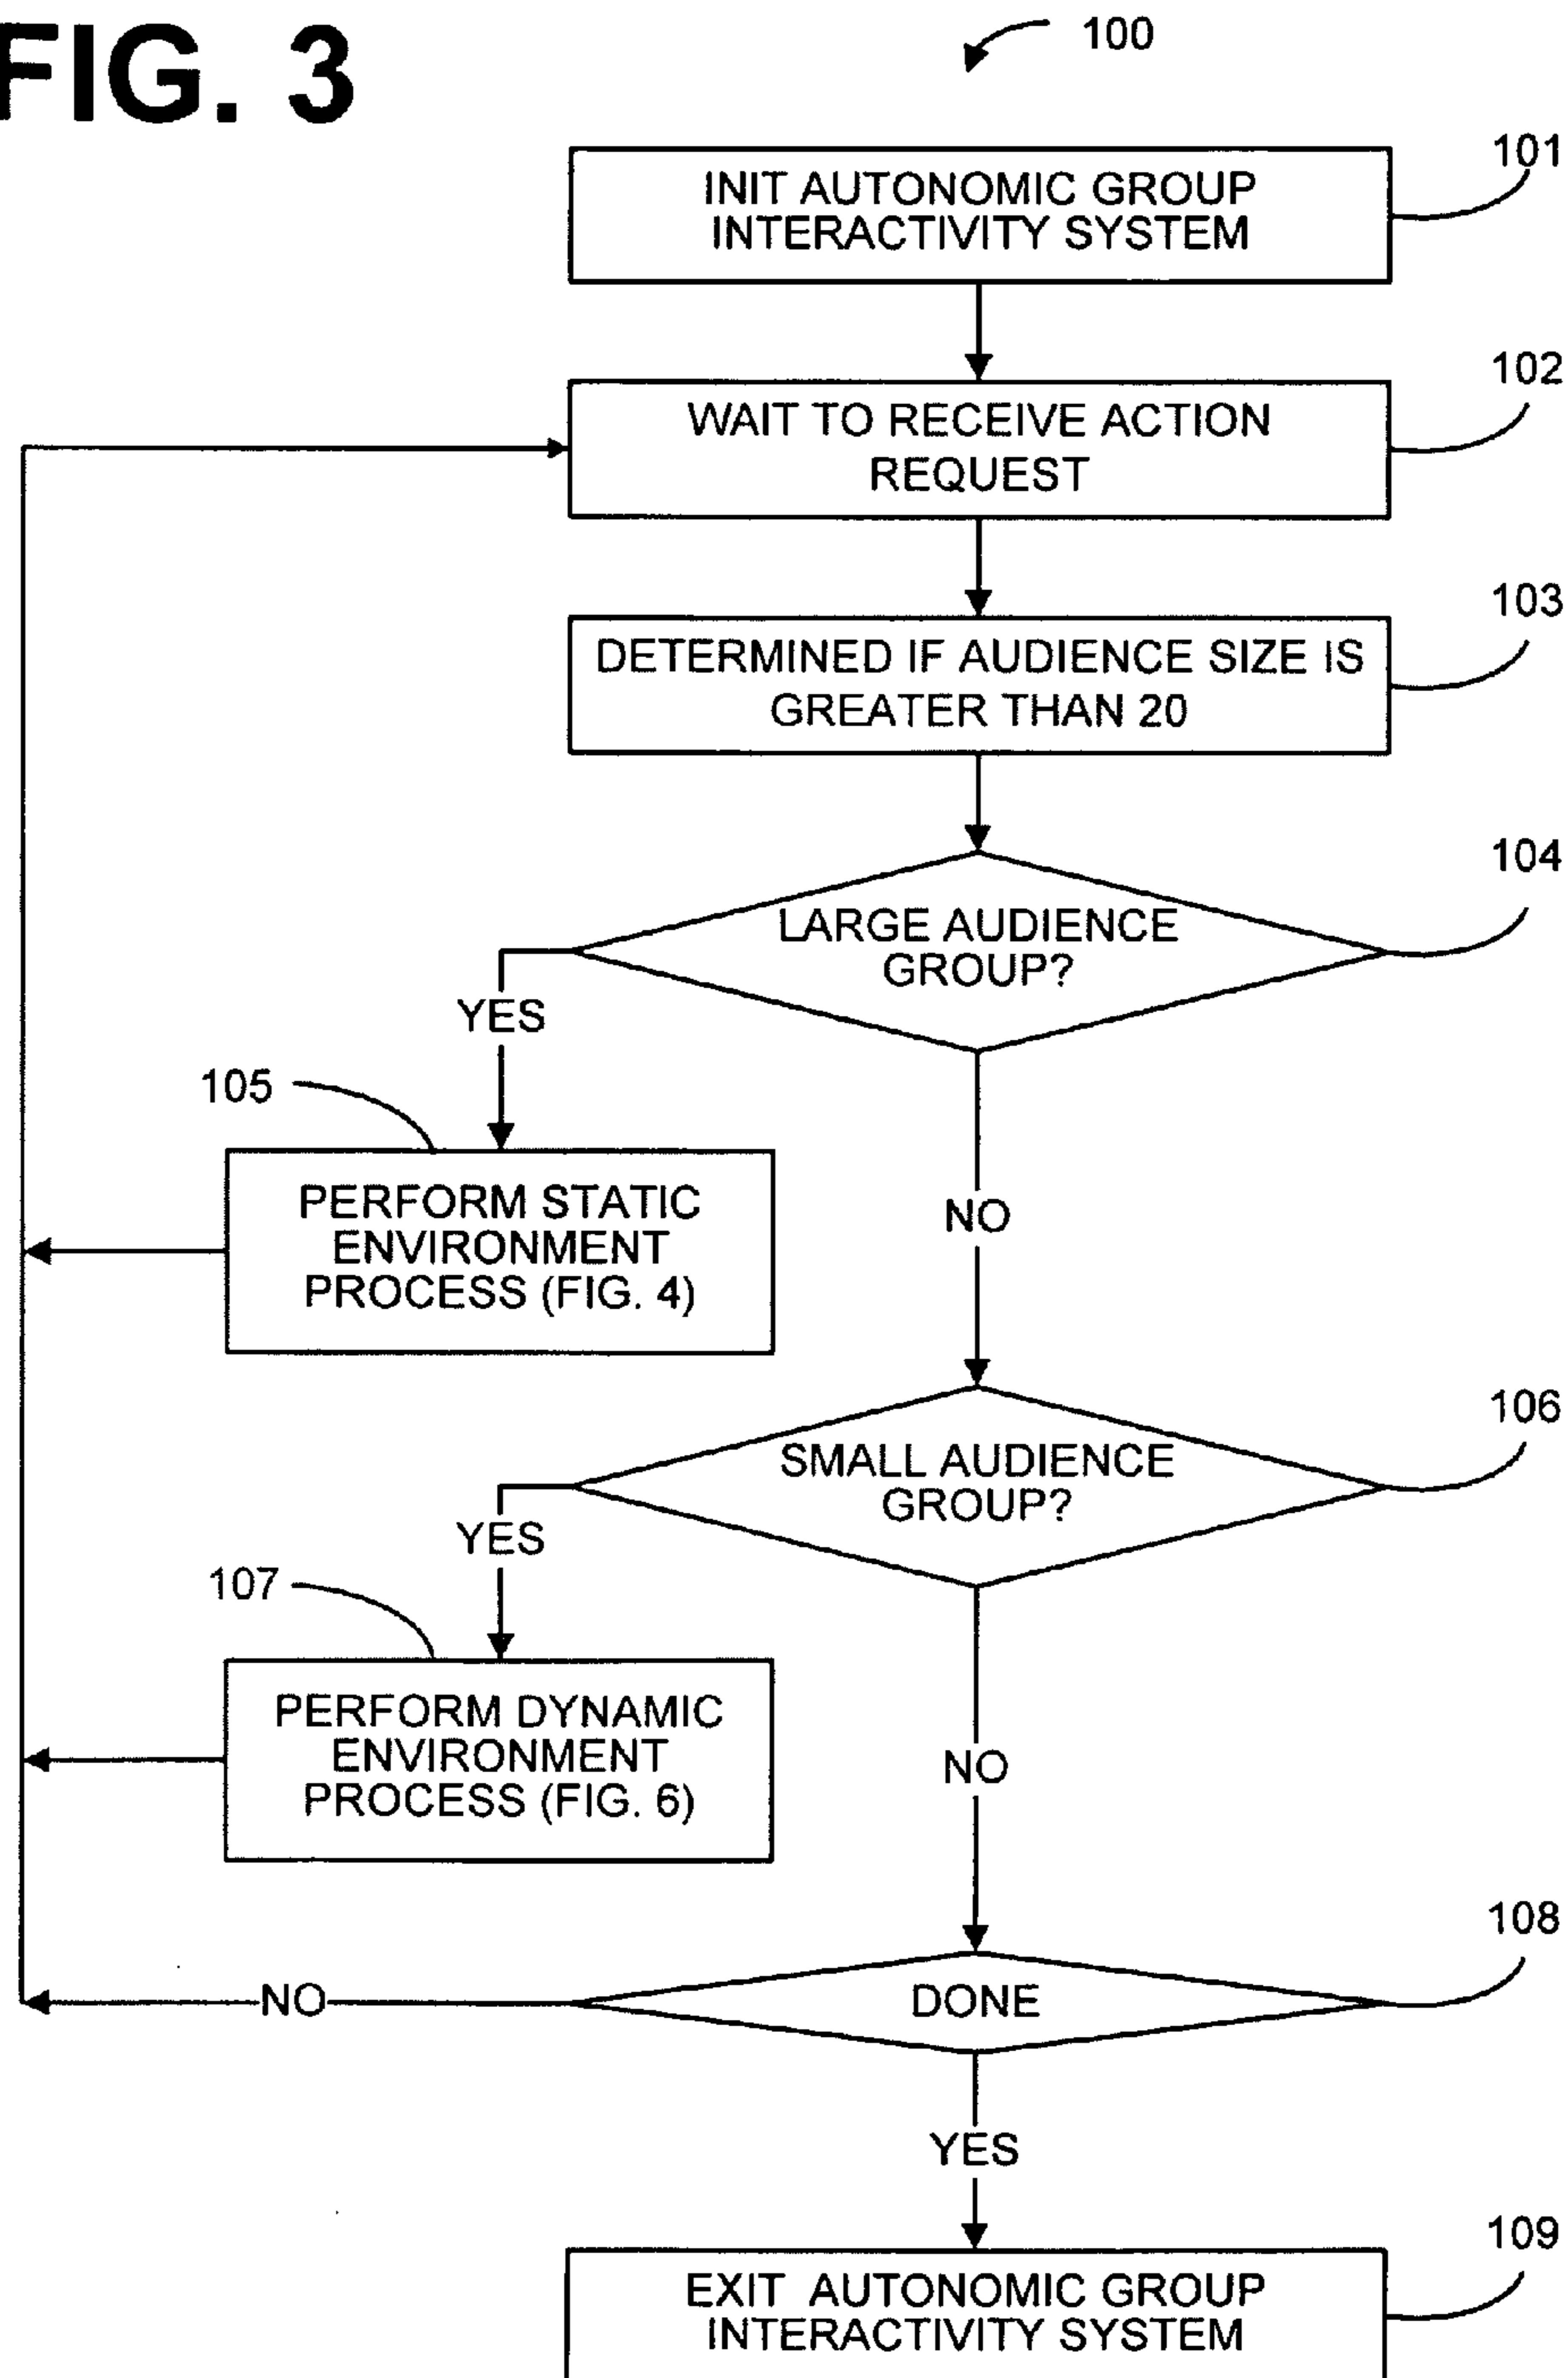 FIG. 3
100
101
INIT AUTONOMIC GROUP
INTERACTIVITY SYSTEM
102
WAIT TO RECEIVE ACTION
REQUEST
103
DETERMINED IF AUDIENCE SIZE IS
GREATER THAN 20
104
LARGE AUDIENCE
GROUP?
YES
105
PERFORM STATIC
ENVIRONMENT
PROCESS (FIG. 4)
NO
106
SMALL AUDIENCE
GROUP?
YES
107
PERFORM DYNAMIC
ENVIRONMENT
PROCESS (FIG. 6)
NO
108
DONE
NO
YES
109
EXIT AUTONOMIC GROUP
INTERACTIVITY SYSTEM